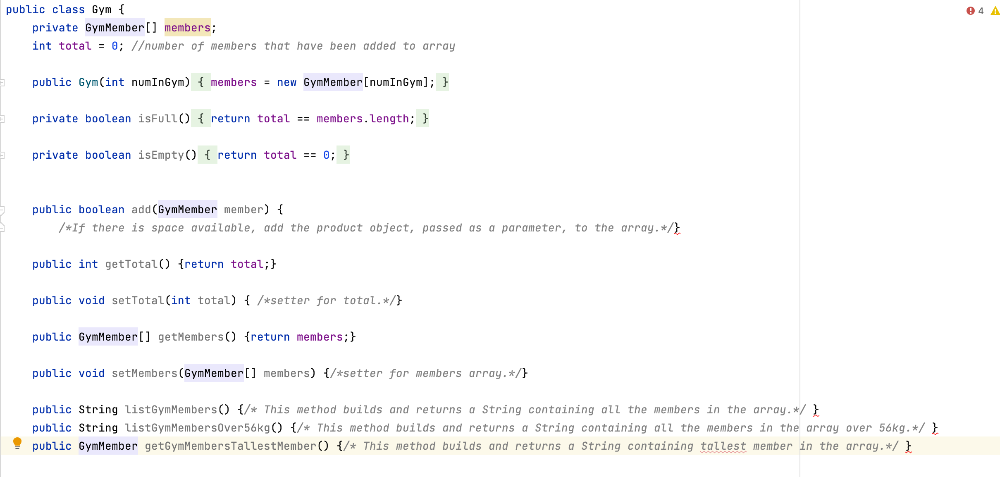 public class Gym {
private GymMember[] members;
int total = 0; //number of members that have been added to array
public Gym(int numInGym) { members = new GymMember[numInGym]; }
private boolean isFull() { return total == members.length; }
private boolean isEmpty() { return total == 0; }
public boolean add(GymMember member) {
/*If there is space available, add the product object, passed as a parameter, to the array.*/}
public int getTotal() {return total;}
public void setTotal(int total) { /*setter for total.*/}
public GymMember[] getMembers() {return members;}
public void setMembers(GymMember[] members) {/*setter for members array.*/}
public String listGymMembers() {/* This method builds and returns a String containing all the members in the array.*/ }
public String listGymMembersOver56kg() {/* This method builds and returns a String containing all the members in the array over 56kg.*/ }
public GymMember getGymMembersTallestMember() {/* This method builds and returns a String containing tallest member in the array.*/ }
4